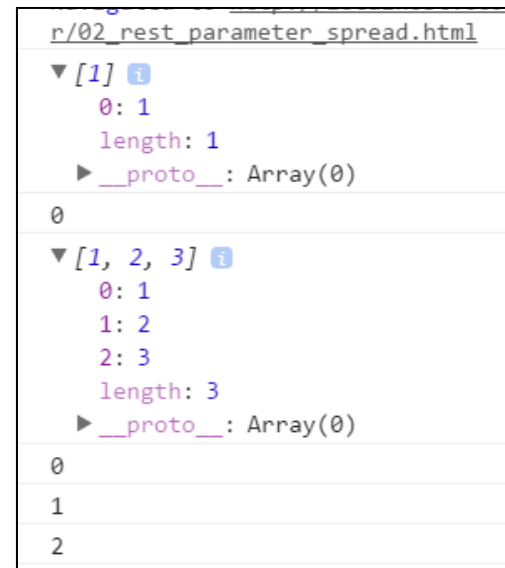 r/02_rest_parameter_spread.html
▼ [1] i
0: 1
length: 1
▶ __proto__: Array(0)
0
▼ [1, 2, 3] i
0: 1
1: 2
2: 3
length: 3
▶ __proto__: Array(0)
0
1
2